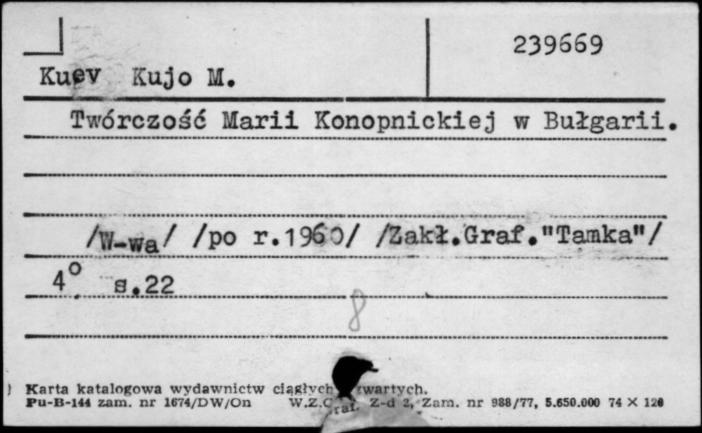 239669
Kuev Kujo M.
Twórczość Marii Konopnickiej w Bułgarii.
/W-wa/ /po r.1960/ /Zakł.Graf."Tamka"/
4° s.22
8
) Karta katalogowa wydawnictw ciągłych zwartych.
Pu-B-144 zam. nr 1674/DW/On W.Z.Graf. Z-d 2, Zam. nr 988/77, 5.650.000 74 × 120